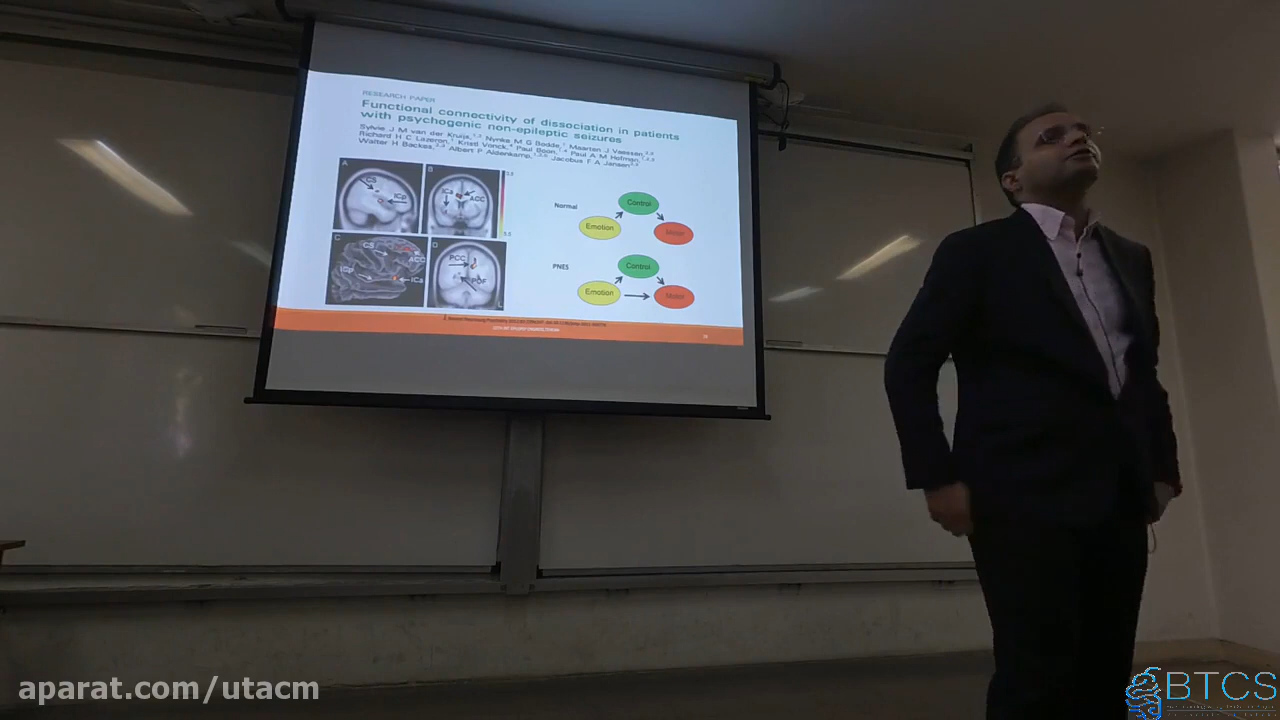 RESEARCH PAPER
Functional connectivity of dissociation in patients
with psychogenic non-epileptic seizures
Sylvie J M van der Kruijs, Nynke M G Bodde, Maarten J Vaessen,
Richard H C Lazeron, Kristl Vonck, Paul Boon, Paul A M Hofman,
Walter H Backes, Albert P Aldenkamp, Jacobus F A Jansen
A
CS
ICp
B
ICa
ACC
C
CS
ACC
ICp
ICa
D
PCC
POF
Normal
Control
Emotion
Motor
PNES
Control
Emotion
Motor
aparat.com/utacm
BTCS